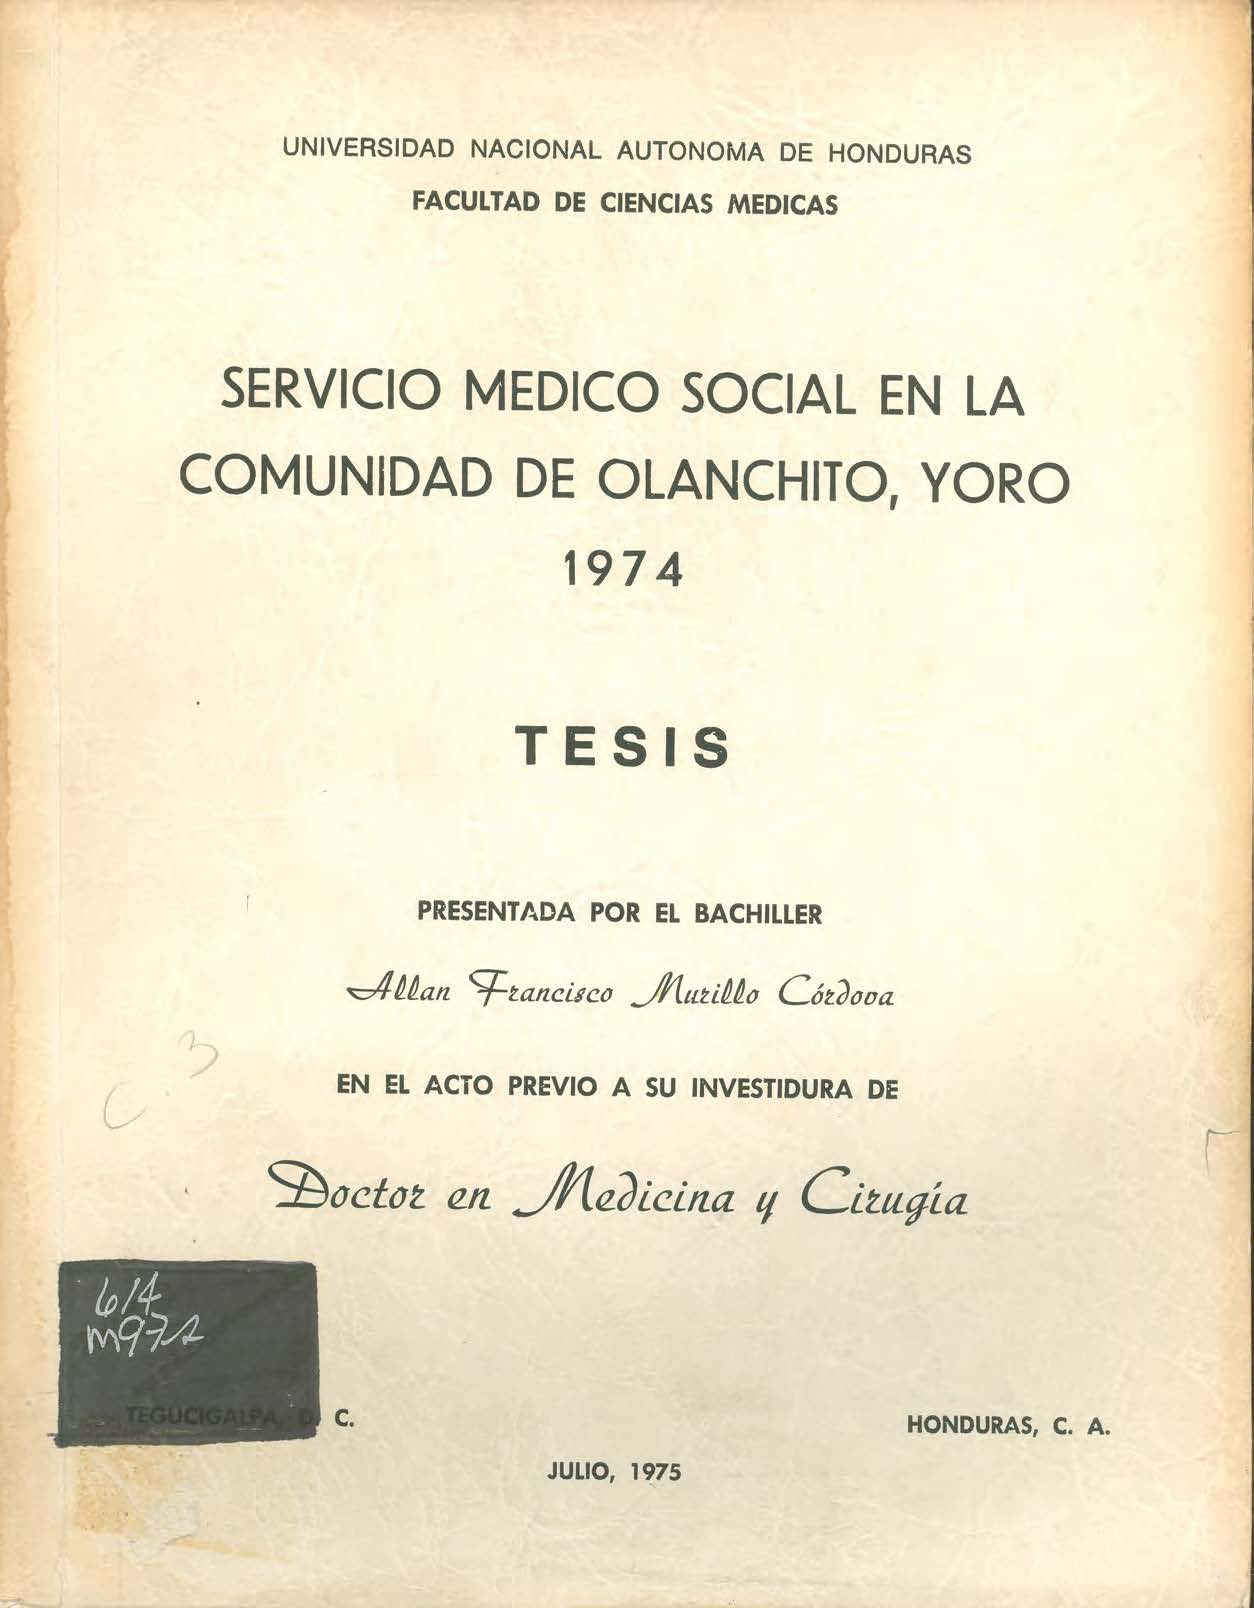 UNIVERSIDAD NACIONAL AUTONOMA DE HONDURAS
FACULTAD DE CIENCIAS MEDICAS
SERVICIO MEDICO SOCIAL EN LA
COMUNIDAD DE OLANCHITO, YORO
1974
TESIS
PRESENTADA POR EL BACHILLER
Allan Francisco Murillo Córdova
C. 3
EN EL ACTO PREVIO A SU INVESTIDURA DE
Doctor en Medicina y Cirugía
614
TEGUCIGALPA, D. C.
HONDURAS, C. A.
JULIO, 1975